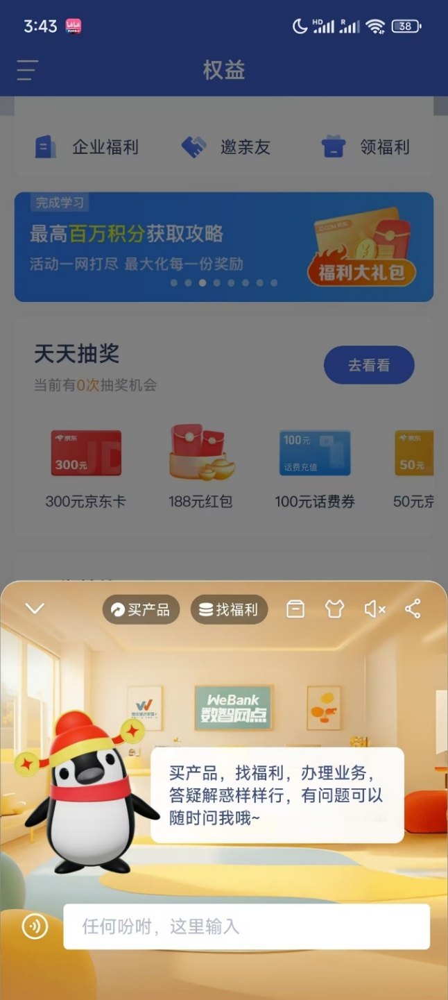 3:43
HD
R
38
权益
企业福利
邀亲友
领福利
完成学习
最高百万积分获取攻略
活动一网打尽 最大化每一份奖励
福利大礼包
天天抽奖
当前有0次抽奖机会
去看看
京东
300元
100元
话费充值
京东
50元
300元京东卡
188元红包
100元话费券
50元京
买产品
找福利
WeBank
数智网点
买产品，找福利，办理业务，
答疑解惑样样行，有问题可以
随时问我哦~
任何吩咐，这里输入